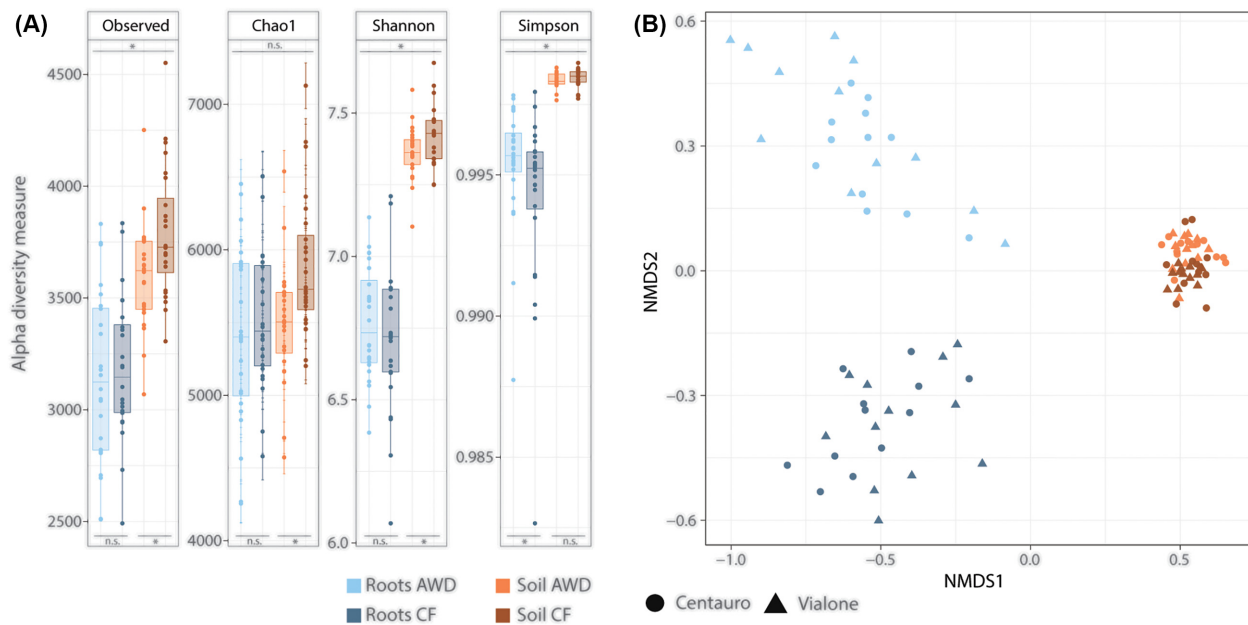 (A)
Observed
Chao1
Shannon
Simpson
(B)
*
n.s.
*
*
Alpha diversity measure
4500
4000
3500
3000
2500
7000
6000
5000
4000
7.5
7.0
6.5
6.0
0.995
0.990
0.985
n.s.
*
n.s.
*
n.s.
*
*
n.s.
Roots AWD
Soil AWD
Roots CF
Soil CF
NMDS2
0.6
0.3
0.0
−0.3
−0.6
−1.0
−0.5
0.0
0.5
NMDS1
Centauro
Vialone